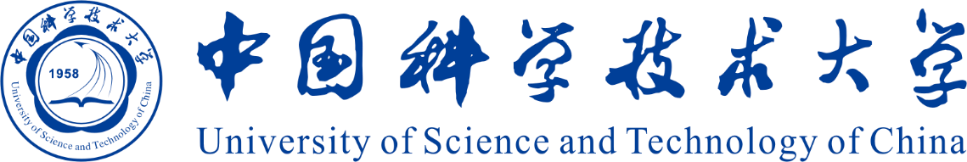 中国科学技术大学
1958
University of Science and Technology of China
中国科学技术大学
University of Science and Technology of China